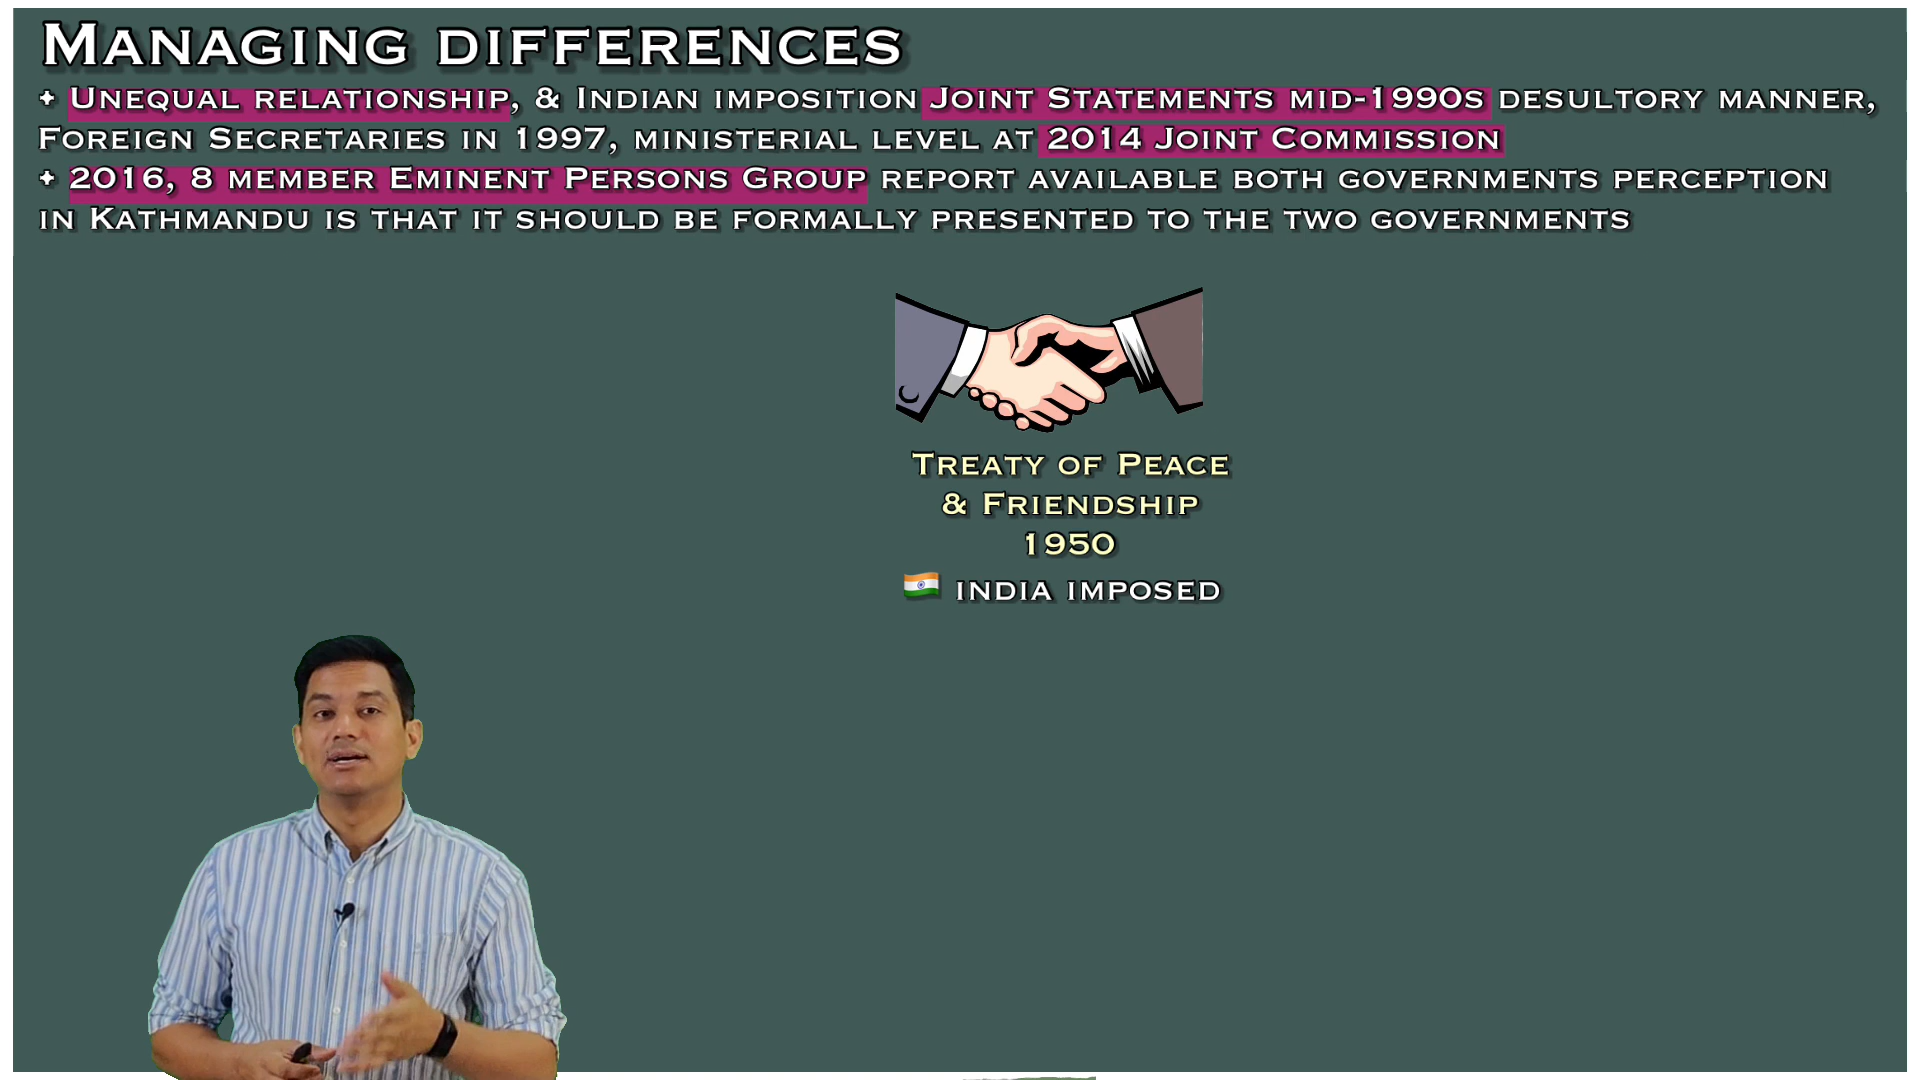 Managing differences
+ Unequal relationship, & Indian imposition Joint Statements mid-1990s desultory manner,
Foreign Secretaries in 1997, ministerial level at 2014 Joint Commission
+ 2016, 8 member Eminent Persons Group report available both governments perception
in Kathmandu is that it should be formally presented to the two governments
Treaty of Peace
& Friendship
1950
india imposed